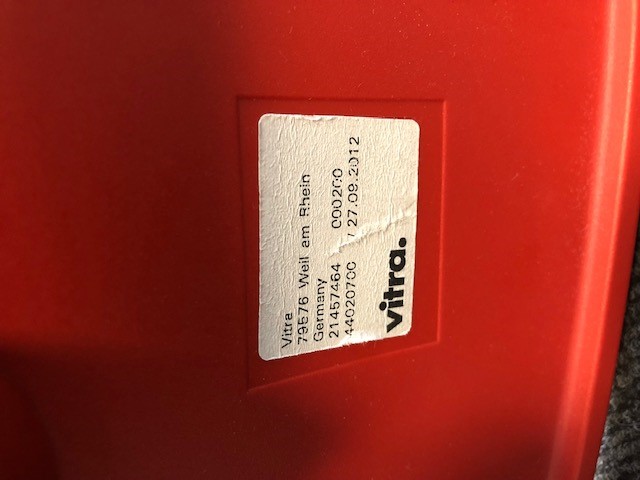 Vitra
79576 Weil am Rhein
Germany
21457464 000200
44020700 / 27.09.2012
vitra.